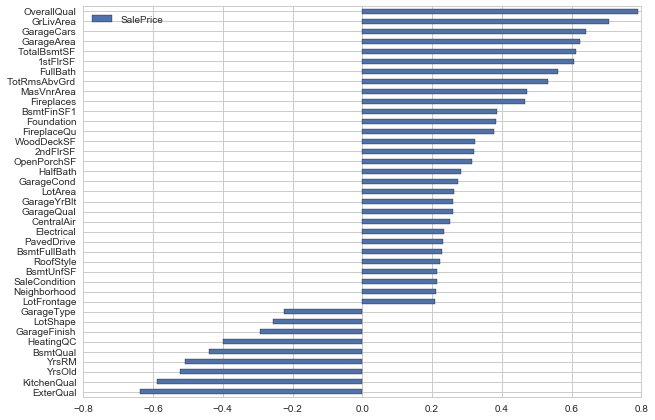 SalePrice
OverallQual
GrLivArea
GarageCars
GarageArea
TotalBsmtSF
1stFlrSF
FullBath
TotRmsAbvGrd
MasVnrArea
Fireplaces
BsmtFinSF1
Foundation
FireplaceQu
WoodDeckSF
2ndFlrSF
OpenPorchSF
HalfBath
GarageCond
LotArea
GarageYrBlt
GarageQual
CentralAir
Electrical
PavedDrive
BsmtFullBath
RoofStyle
BsmtUnfSF
SaleCondition
Neighborhood
LotFrontage
GarageType
LotShape
GarageFinish
HeatingQC
BsmtQual
YrsRM
YrsOld
KitchenQual
ExterQual
−0.8 −0.6 −0.4 −0.2 0.0 0.2 0.4 0.6 0.8